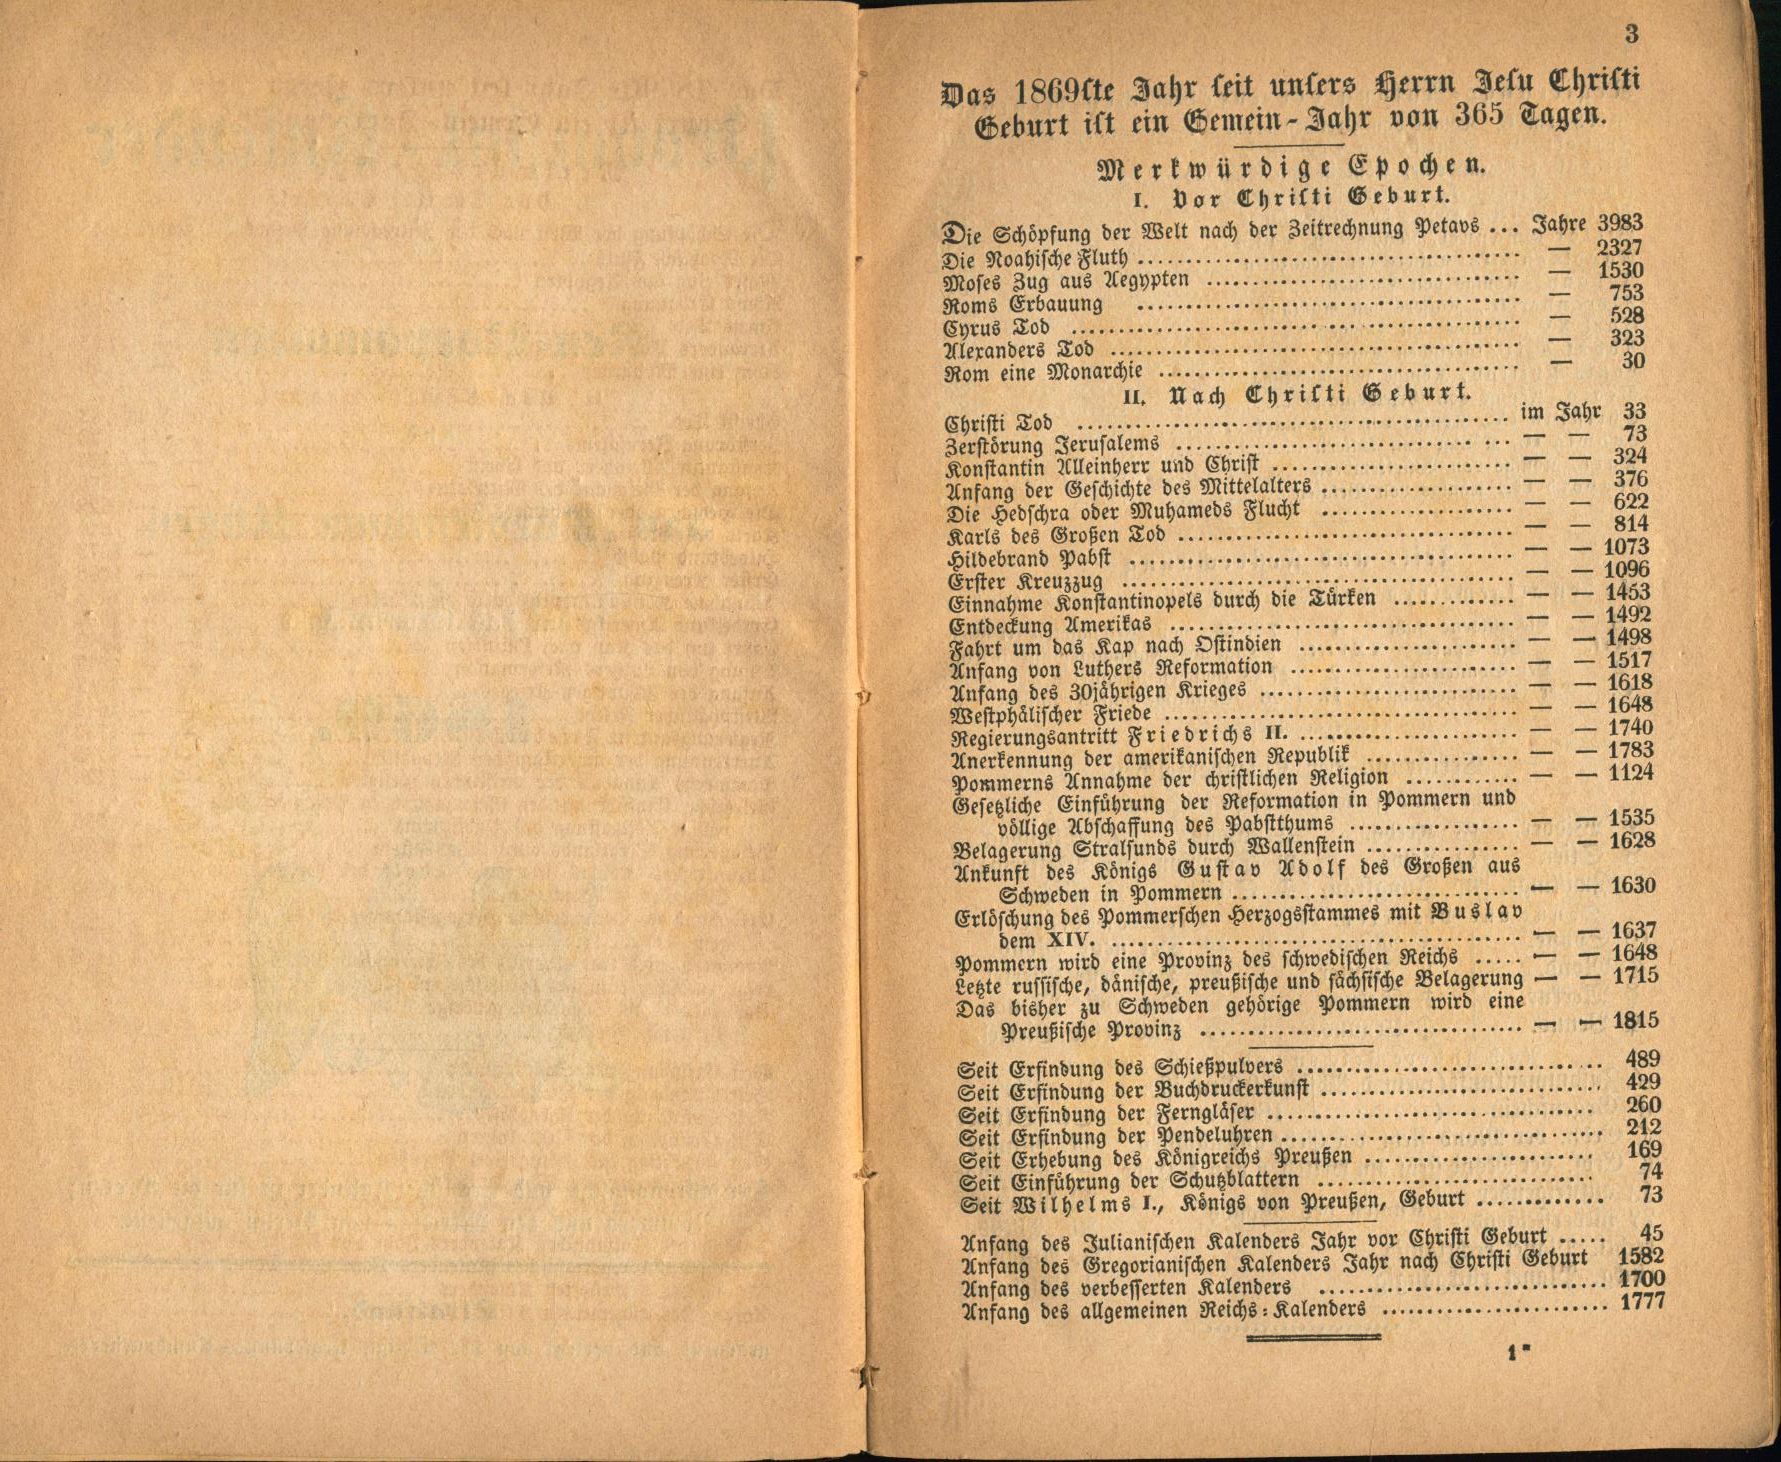 3
Das 1869ste Jahr seit unsers Herrn Jesu Christi
Geburt ist ein Gemein-Jahr von 365 Tagen.
Merkwürdige Epochen.
I. Vor Christi Geburt.
Die Schöpfung der Welt nach der Zeitrechnung Petavs ... Jahre 3983
Die Noahische Fluth ........ — 2327
Moses Zug aus Aegypten ........ — 1530
Roms Erbauung ........ — 753
Cyrus Tod ........ — 528
Alexanders Tod ........ — 323
Rom eine Monarchie ........ — 30
II. Nach Christi Geburt.
Christi Tod ........ im Jahr 33
Zerstörung Jerusalems ........ — — 73
Konstantin Alleinherr und Christ ........ — — 324
Anfang der Geschichte des Mittelalters ........ — — 376
Die Hedschra oder Muhameds Flucht ........ — — 622
Karls des Großen Tod ........ — — 814
Hildebrand Pabst ........ — — 1073
Erster Kreuzzug ........ — — 1096
Einnahme Konstantinopels durch die Türken ........ — — 1453
Entdeckung Amerikas ........ — — 1492
Fahrt um das Kap nach Ostindien ........ — — 1498
Anfang von Luthers Reformation ........ — — 1517
Anfang des 30jährigen Krieges ........ — — 1618
Westphälischer Friede ........ — — 1648
Regierungsantritt Friedrichs II. ........ — — 1740
Anerkennung der amerikanischen Republik ........ — — 1783
Pommerns Annahme der christlichen Religion ........ — — 1124
Gesetzliche Einführung der Reformation in Pommern und
völlige Abschaffung des Pabstthums ........ — — 1535
Belagerung Stralsunds durch Wallenstein ........ — — 1628
Ankunft des Königs Gustav Adolf des Großen aus
Schweden in Pommern ........ — — 1630
Erlöschung des Pommerschen Herzogsstammes mit Buslav
dem XIV. ........ — — 1637
Pommern wird eine Provinz des schwedischen Reichs ..... — — 1648
Letzte russische, dänische, preußische und sächsische Belagerung — — 1715
Das bisher zu Schweden gehörige Pommern wird eine
Preußische Provinz ........ — — 1815
Seit Erfindung des Schießpulvers ........ 489
Seit Erfindung der Buchdruckerkunst ........ 429
Seit Erfindung der Ferngläser ........ 260
Seit Erfindung der Pendeluhren ........ 212
Seit Erhebung des Königreichs Preußen ........ 169
Seit Einführung der Schutzblattern ........ 74
Seit Wilhelms I., Königs von Preußen, Geburt ........ 73
Anfang des Julianischen Kalenders Jahr vor Christi Geburt ..... 45
Anfang des Gregorianischen Kalenders Jahr nach Christi Geburt 1582
Anfang des verbesserten Kalenders ........ 1700
Anfang des allgemeinen Reichs-Kalenders ........ 1777
1*